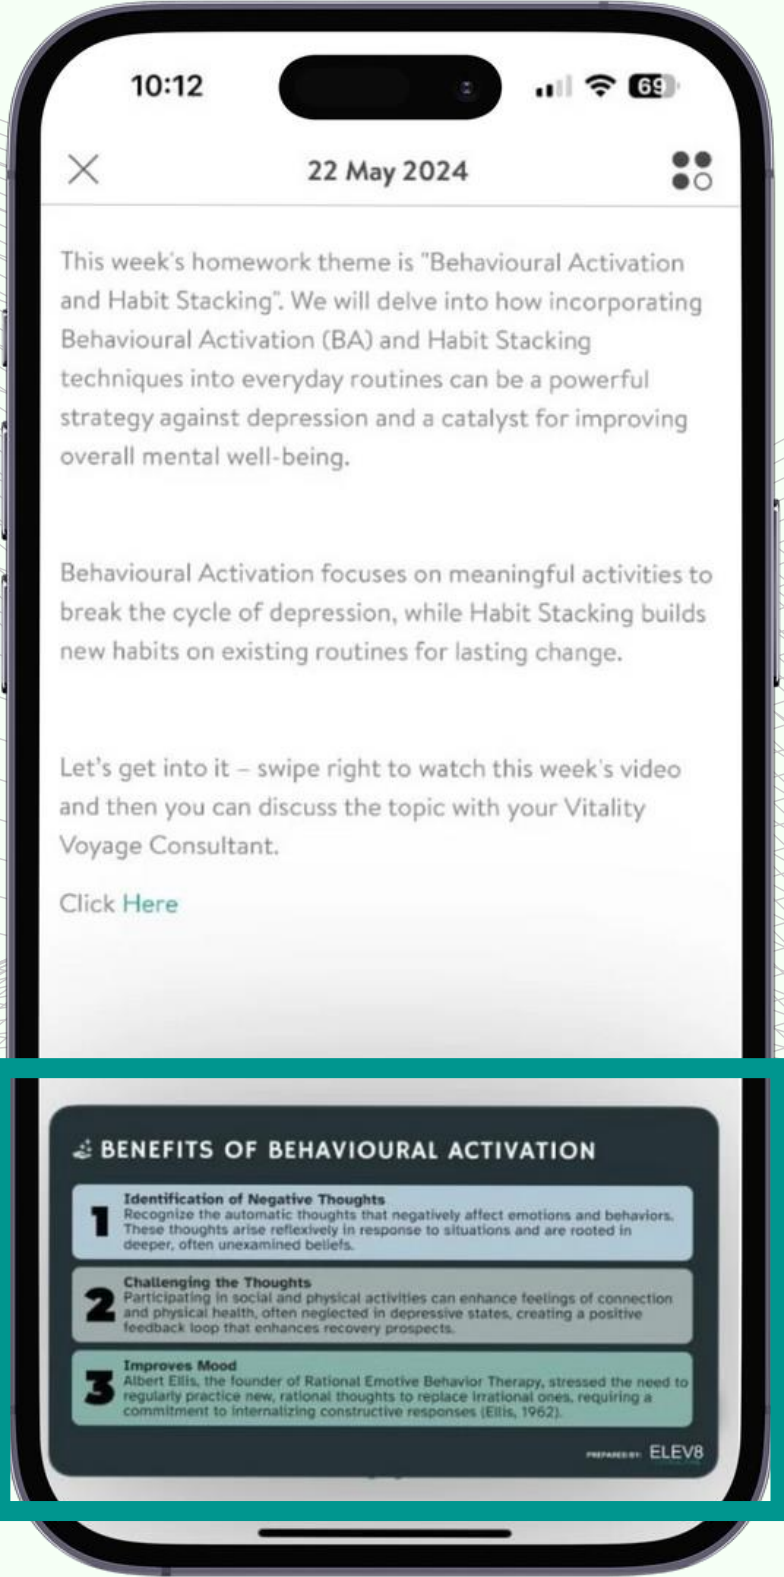 10:12
69
22 May 2024
This week's homework theme is "Behavioural Activation
and Habit Stacking". We will delve into how incorporating
Behavioural Activation (BA) and Habit Stacking
techniques into everyday routines can be a powerful
strategy against depression and a catalyst for improving
overall mental well-being.
Behavioural Activation focuses on meaningful activities to
break the cycle of depression, while Habit Stacking builds
new habits on existing routines for lasting change.
Let's get into it – swipe right to watch this week's video
and then you can discuss the topic with your Vitality
Voyage Consultant.
Click Here
BENEFITS OF BEHAVIOURAL ACTIVATION
1
Identification of Negative Thoughts
Recognize the automatic thoughts that negatively affect emotions and behaviors.
These thoughts arise reflexively in response to situations and are rooted in
deeper, often unexamined beliefs.
2
Challenging the Thoughts
Participating in social and physical activities can enhance feelings of connection
and physical health, often neglected in depressive states, creating a positive
feedback loop that enhances recovery prospects.
3
Improves Mood
Albert Ellis, the founder of Rational Emotive Behavior Therapy, stressed the need to
regularly practice new, rational thoughts to replace irrational ones, requiring a
commitment to internalizing constructive responses (Ellis, 1962).
PREPARED BY: ELEV8